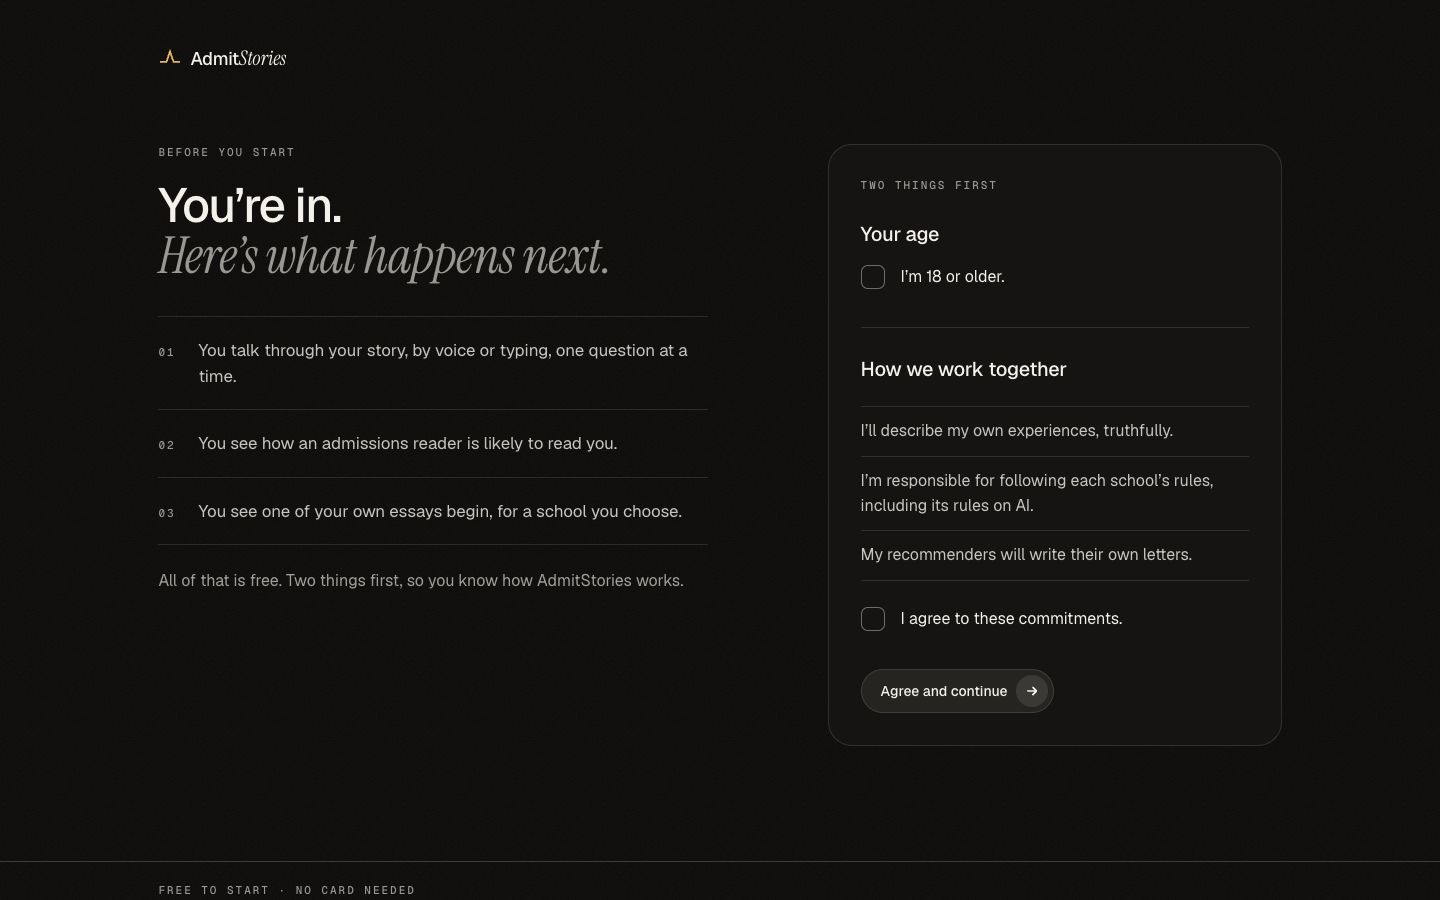 AdmitStories
BEFORE YOU START
You’re in.
Here’s what happens next.
01 You talk through your story, by voice or typing, one question at a
time.
02 You see how an admissions reader is likely to read you.
03 You see one of your own essays begin, for a school you choose.
All of that is free. Two things first, so you know how AdmitStories works.
TWO THINGS FIRST
Your age
I’m 18 or older.
How we work together
I’ll describe my own experiences, truthfully.
I’m responsible for following each school’s rules,
including its rules on AI.
My recommenders will write their own letters.
I agree to these commitments.
Agree and continue →
FREE TO START · NO CARD NEEDED